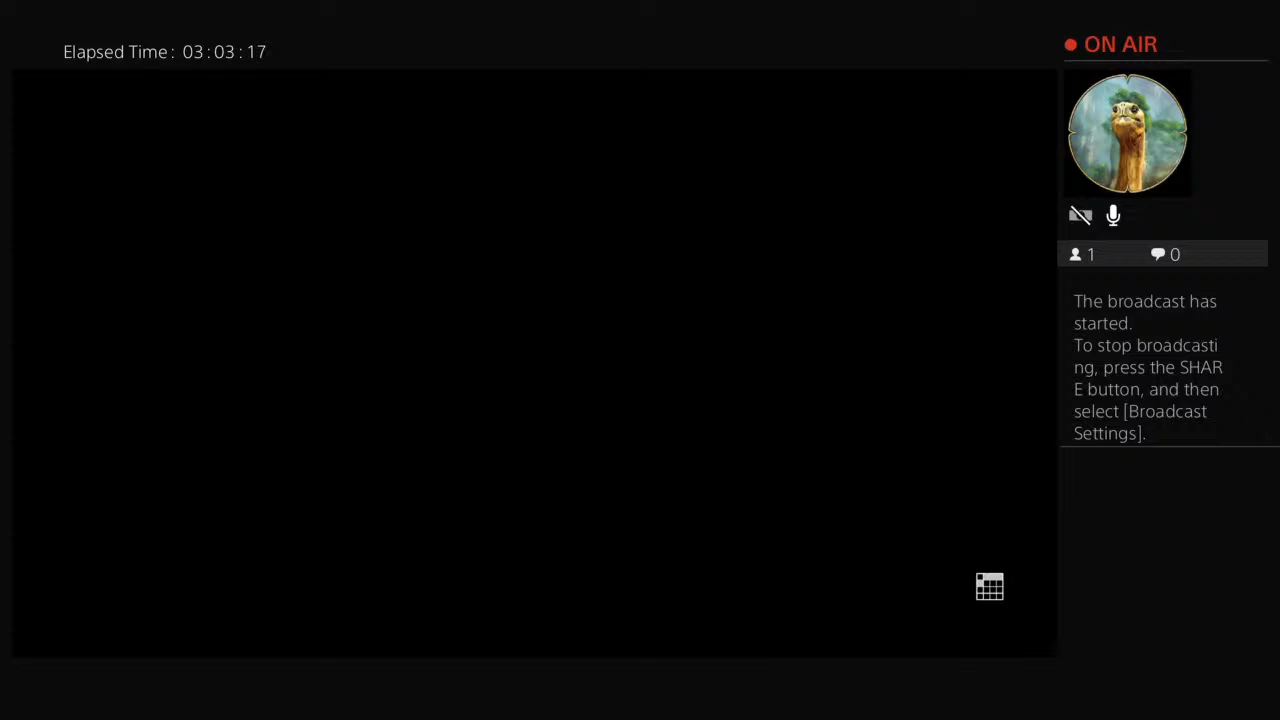 Elapsed Time: 03:03:17
ON AIR
1 0
The broadcast has
started.
To stop broadcasti
ng, press the SHAR
E button, and then
select [Broadcast
Settings].